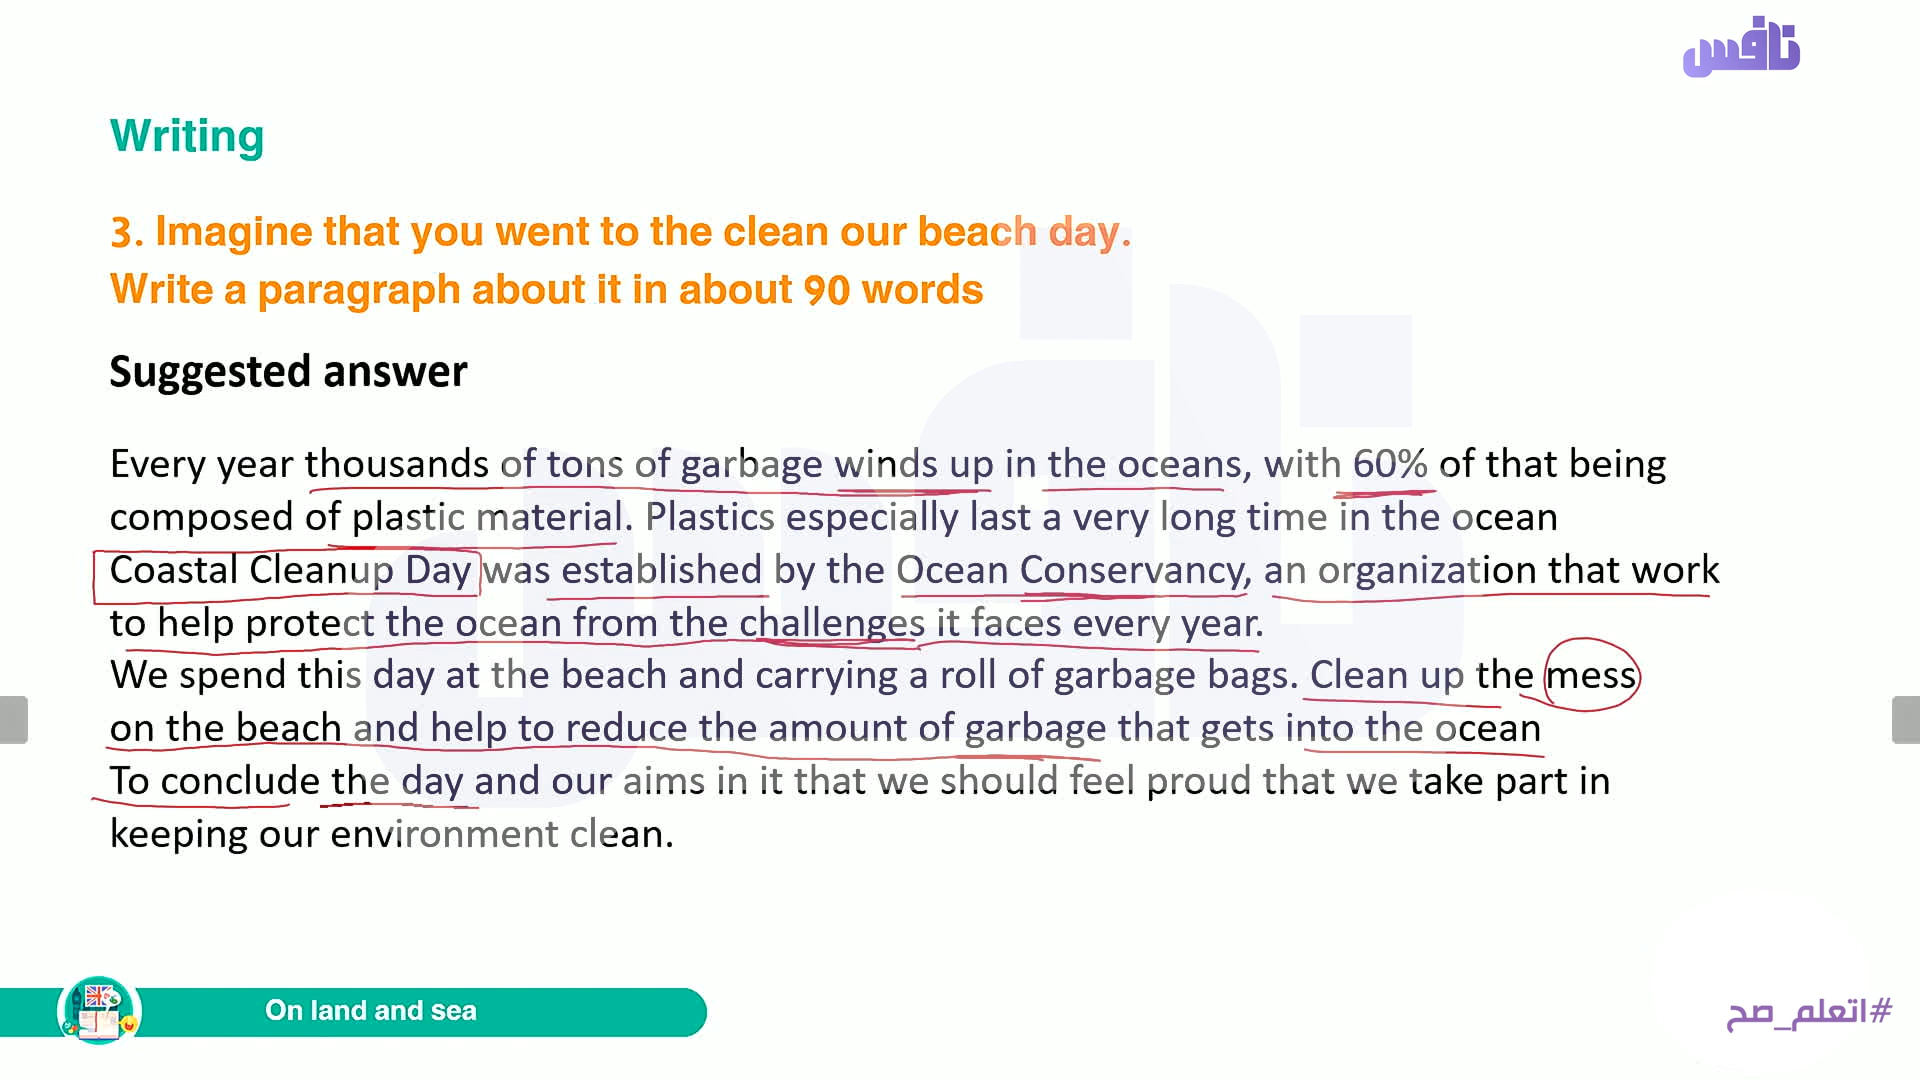 نافس
Writing
3. Imagine that you went to the clean our beach day.
Write a paragraph about it in about 90 words
Suggested answer
Every year thousands of tons of garbage winds up in the oceans, with 60% of that being
composed of plastic material. Plastics especially last a very long time in the ocean
Coastal Cleanup Day was established by the Ocean Conservancy, an organization that work
to help protect the ocean from the challenges it faces every year.
We spend this day at the beach and carrying a roll of garbage bags. Clean up the mess
on the beach and help to reduce the amount of garbage that gets into the ocean
To conclude the day and our aims in it that we should feel proud that we take part in
keeping our environment clean.
On land and sea
#اتعلم_صح